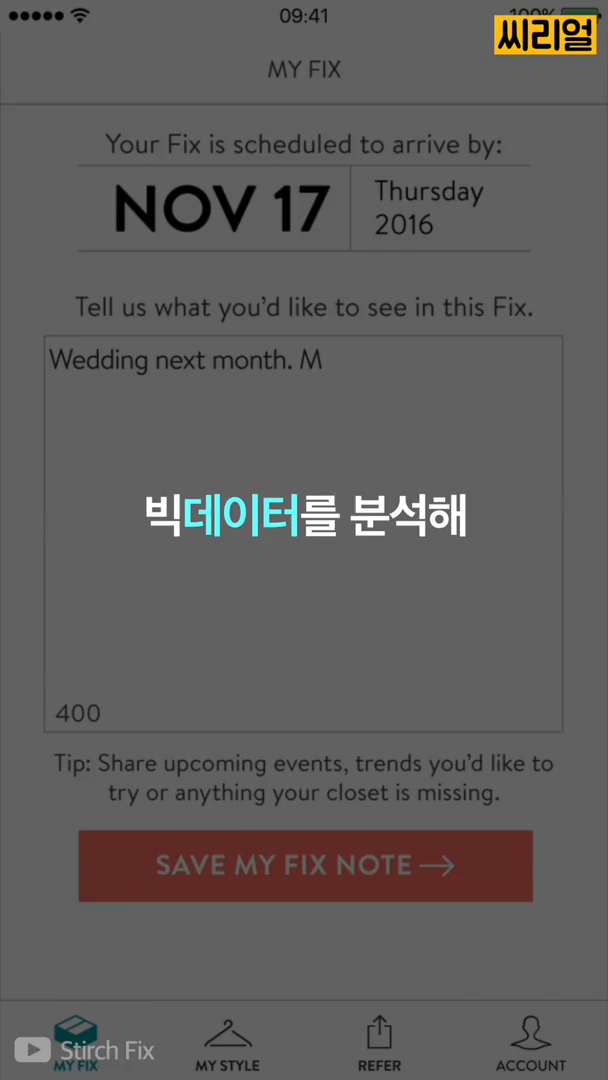 09:41
100%
씨리얼
MY FIX
Your Fix is scheduled to arrive by:
NOV 17
Thursday
2016
Tell us what you'd like to see in this Fix.
Wedding next month. M
빅데이터를 분석해
400
Tip: Share upcoming events, trends you'd like to
try or anything your closet is missing.
SAVE MY FIX NOTE
Stirch Fix
MY FIX
MY STYLE
REFER
ACCOUNT